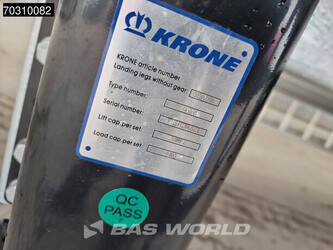 70310082
KRONE
KRONE article number
Landing legs without gear
Type number:
Serial number:
Lift cap.per set:
Load cap.per set:
QC
PASS
BAS WORLD